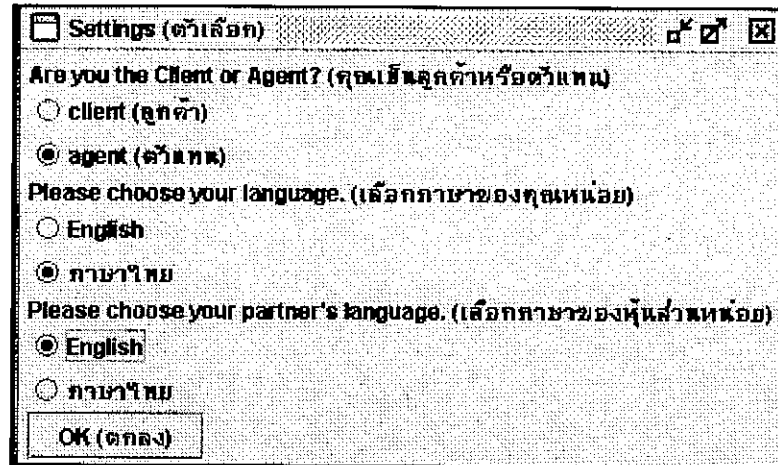 Settings (ตัวเลือก)
Are you the Client or Agent? (คุณเป็นลูกค้าหรือตัวแทน)
client (ลูกค้า)
agent (ตัวแทน)
Please choose your language. (เลือกภาษาของคุณหน่อย)
English
ภาษาไทย
Please choose your partner's language. (เลือกภาษาของหุ้นส่วนหน่อย)
English
ภาษาไทย
OK (ตกลง)